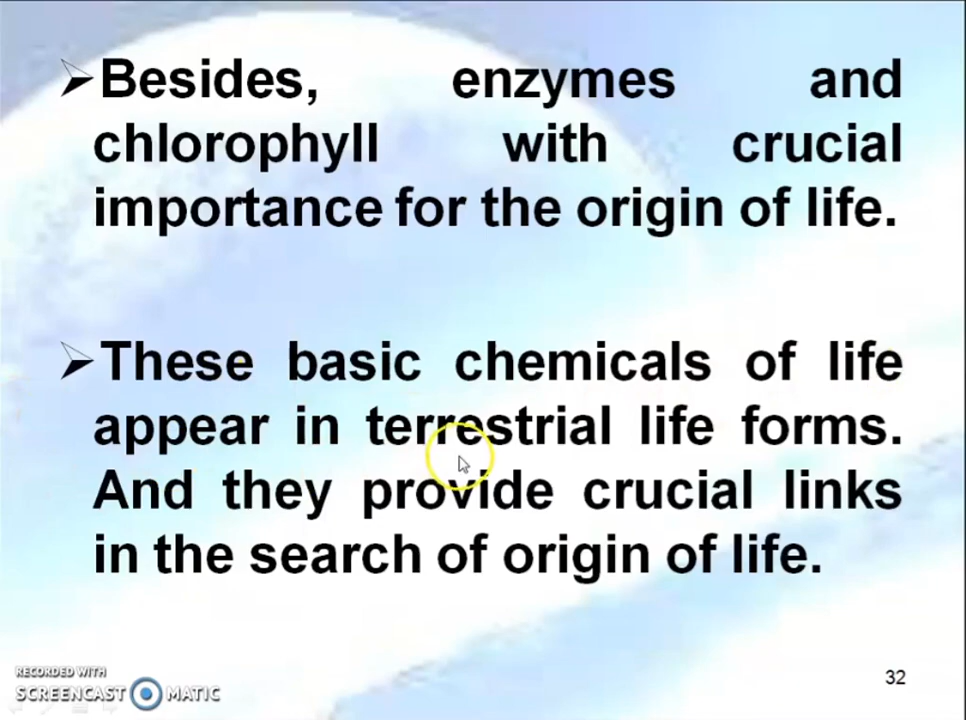 ➢Besides, enzymes and
chlorophyll with crucial
importance for the origin of life.
➢These basic chemicals of life
appear in terrestrial life forms.
And they provide crucial links
in the search of origin of life.
RECORDED WITH
SCREENCAST MATIC
32